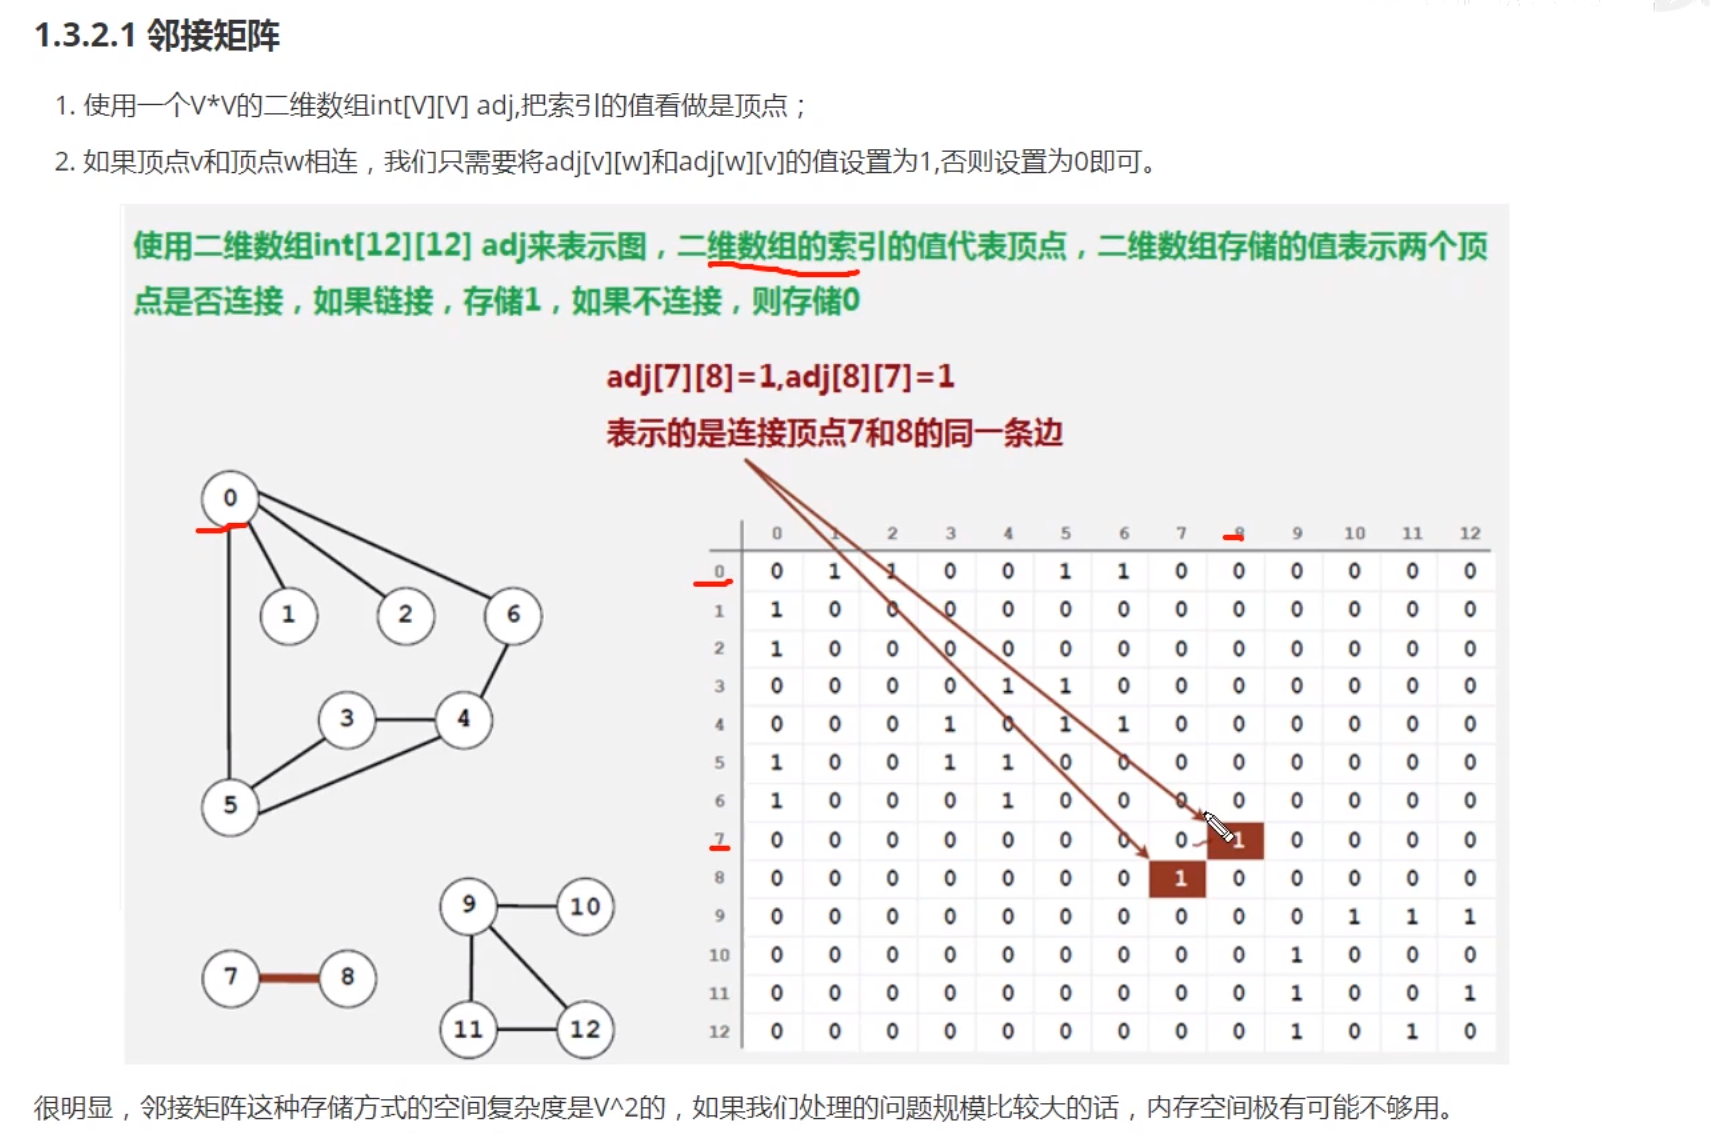 1.3.2.1 邻接矩阵
1. 使用一个V*V的二维数组int[V][V] adj,把索引的值看做是顶点；
2. 如果顶点v和顶点w相连，我们只需要将adj[v][w]和adj[w][v]的值设置为1,否则设置为0即可。
使用二维数组int[12][12] adj来表示图，二维数组的索引的值代表顶点，二维数组存储的值表示两个顶
点是否连接，如果链接，存储1，如果不连接，则存储0
adj[7][8]=1,adj[8][7]=1
表示的是连接顶点7和8的同一条边
0
1 2 6
3 4
5
9 10
7 8
11 12
0 1 2 3 4 5 6 7 8 9 10 11 12
0 0 1 1 0 0 1 1 0 0 0 0 0 0
1 1 0 0 0 0 0 0 0 0 0 0 0 0
2 1 0 0 0 0 0 0 0 0 0 0 0 0
3 0 0 0 0 1 1 0 0 0 0 0 0 0
4 0 0 0 1 0 1 1 0 0 0 0 0 0
5 1 0 0 1 1 0 0 0 0 0 0 0 0
6 1 0 0 0 1 0 0 0 0 0 0 0 0
7 0 0 0 0 0 0 0 0 1 0 0 0 0
8 0 0 0 0 0 0 0 1 0 0 0 0 0
9 0 0 0 0 0 0 0 0 0 0 1 1 1
10 0 0 0 0 0 0 0 0 0 1 0 0 0
11 0 0 0 0 0 0 0 0 0 1 0 0 1
12 0 0 0 0 0 0 0 0 0 1 0 1 0
很明显，邻接矩阵这种存储方式的空间复杂度是V^2的，如果我们处理的问题规模比较大的话，内存空间极有可能不够用。